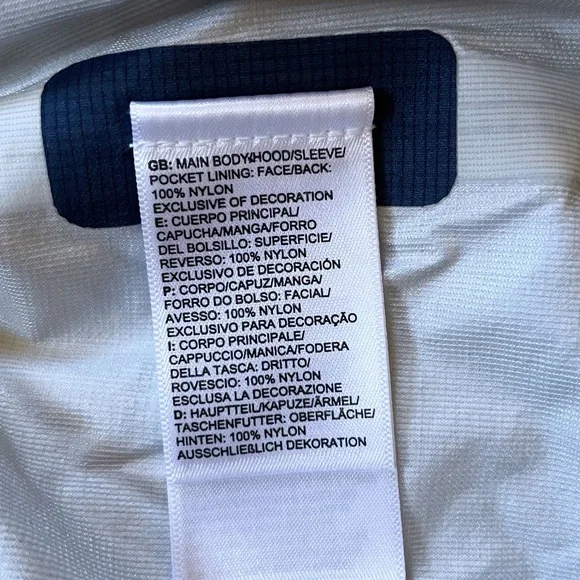 GB: MAIN BODY/HOOD/SLEEVE/
POCKET LINING: FACE/BACK:
100% NYLON
EXCLUSIVE OF DECORATION
E: CUERPO PRINCIPAL/
CAPUCHA/MANGA/FORRO
DEL BOLSILLO: SUPERFICIE/
REVERSO: 100% NYLON
EXCLUSIVO DE DECORACIÓN
P: CORPO/CAPUZ/MANGA/
FORRO DO BOLSO: FACIAL/
AVESSO: 100% NYLON
EXCLUSIVO PARA DECORAÇÃO
I: CORPO PRINCIPALE/
CAPPUCCIO/MANICA/FODERA
DELLA TASCA: DRITTO/
ROVESCIO: 100% NYLON
ESCLUSA LA DECORAZIONE
D: HAUPTTEIL/KAPUZE/ÄRMEL/
TASCHENFUTTER: OBERFLÄCHE/
HINTEN: 100% NYLON
AUSSCHLIEßLICH DEKORATION